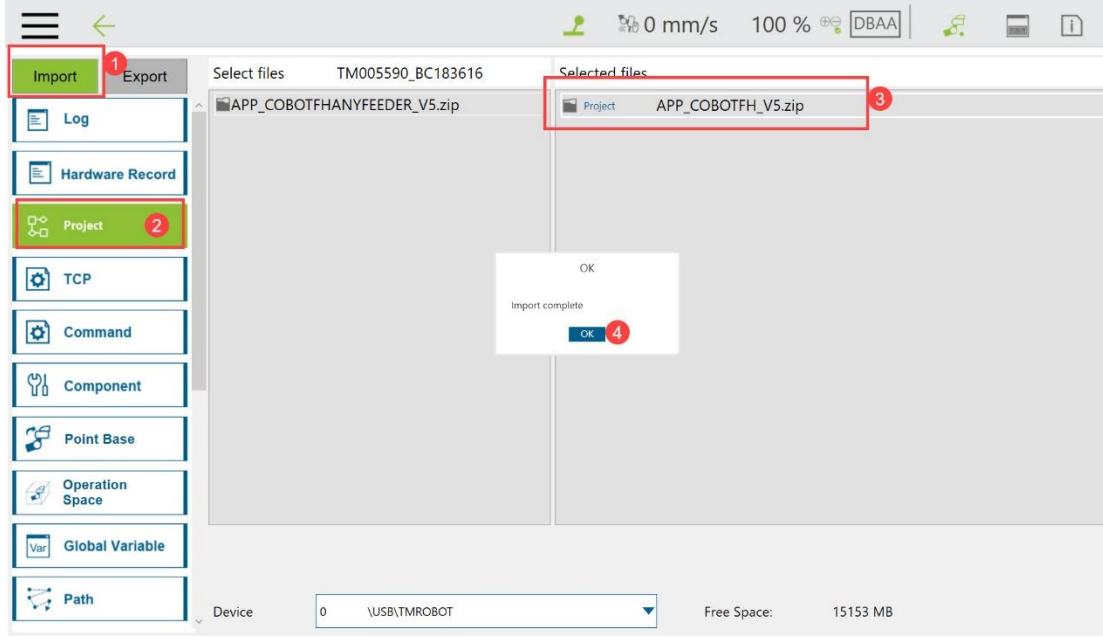 0 mm/s 100 % DBAA
Import 1 Export Select files TM005590_BC183616 Selected files
APP_COBOTFHANYFEEDER_V5.zip Project APP_COBOTFH_V5.zip 3
Log
Hardware Record
Project 2
TCP
OK
Import complete
OK 4
Command
Component
Point Base
Operation
Space
Var Global Variable
Path
Device 0 \USB\TMROBOT Free Space: 15153 MB